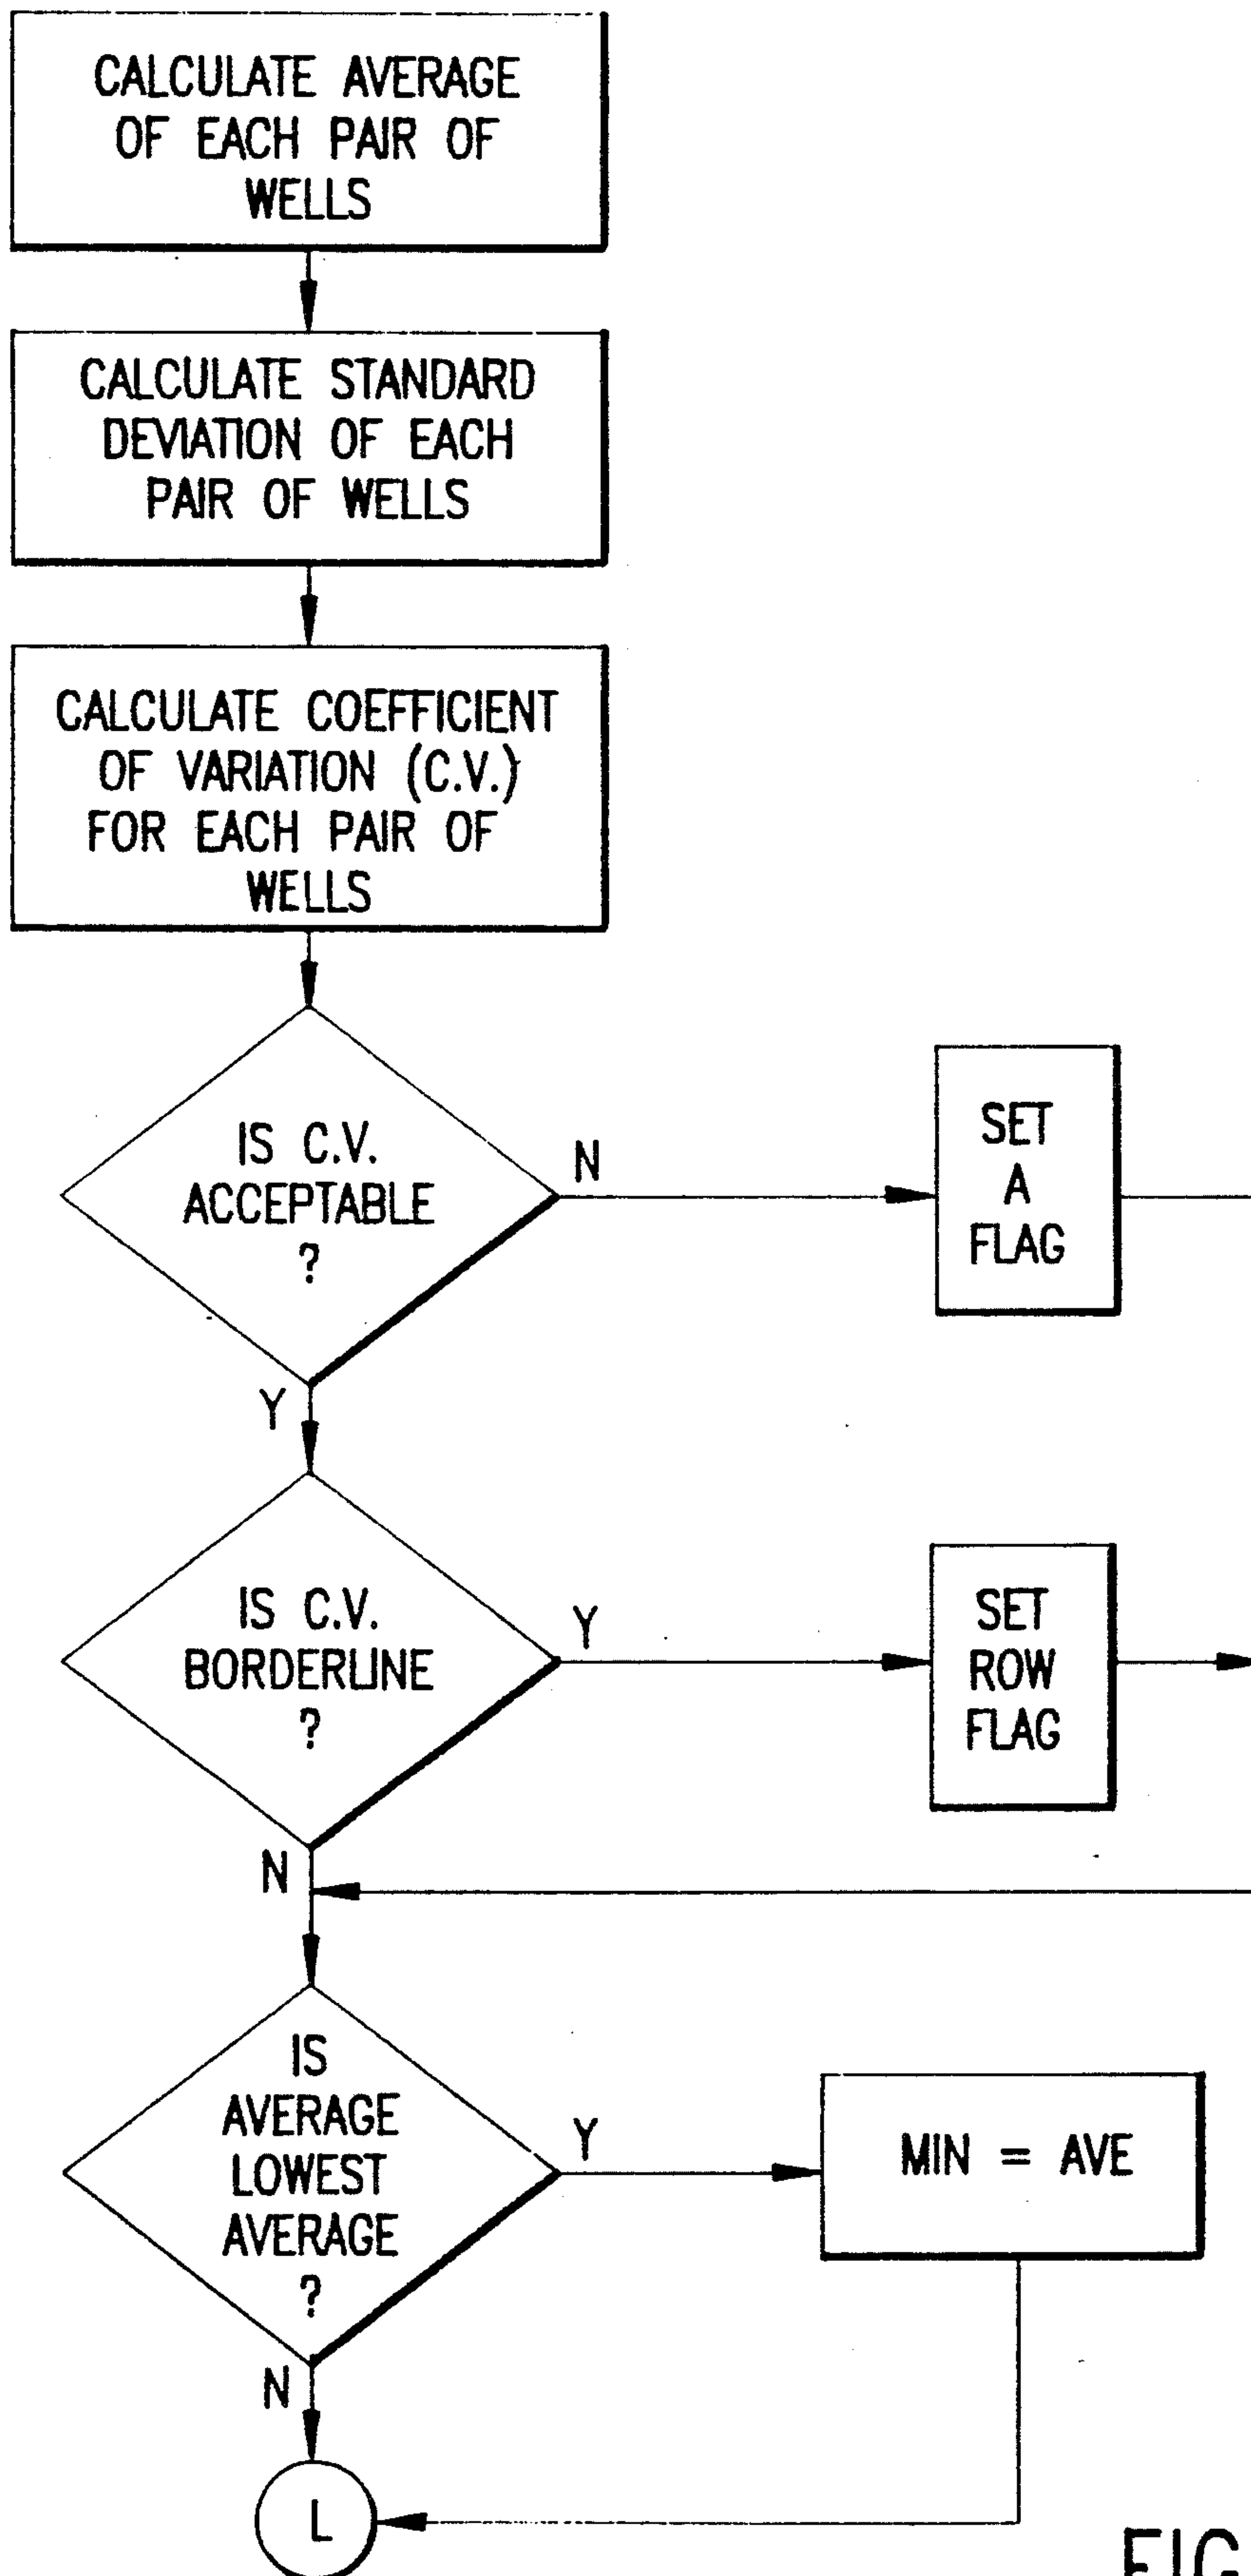 CALCULATE AVERAGE
OF EACH PAIR OF
WELLS
CALCULATE STANDARD
DEVIATION OF EACH
PAIR OF WELLS
CALCULATE COEFFICIENT
OF VARIATION (C.V.)
FOR EACH PAIR OF
WELLS
IS C.V.
ACCEPTABLE
?
N
SET
A
FLAG
Y
IS C.V.
BORDERLINE
?
Y
SET
ROW
FLAG
N
IS
AVERAGE
LOWEST
AVERAGE
?
Y
MIN = AVE
N
L
FIG